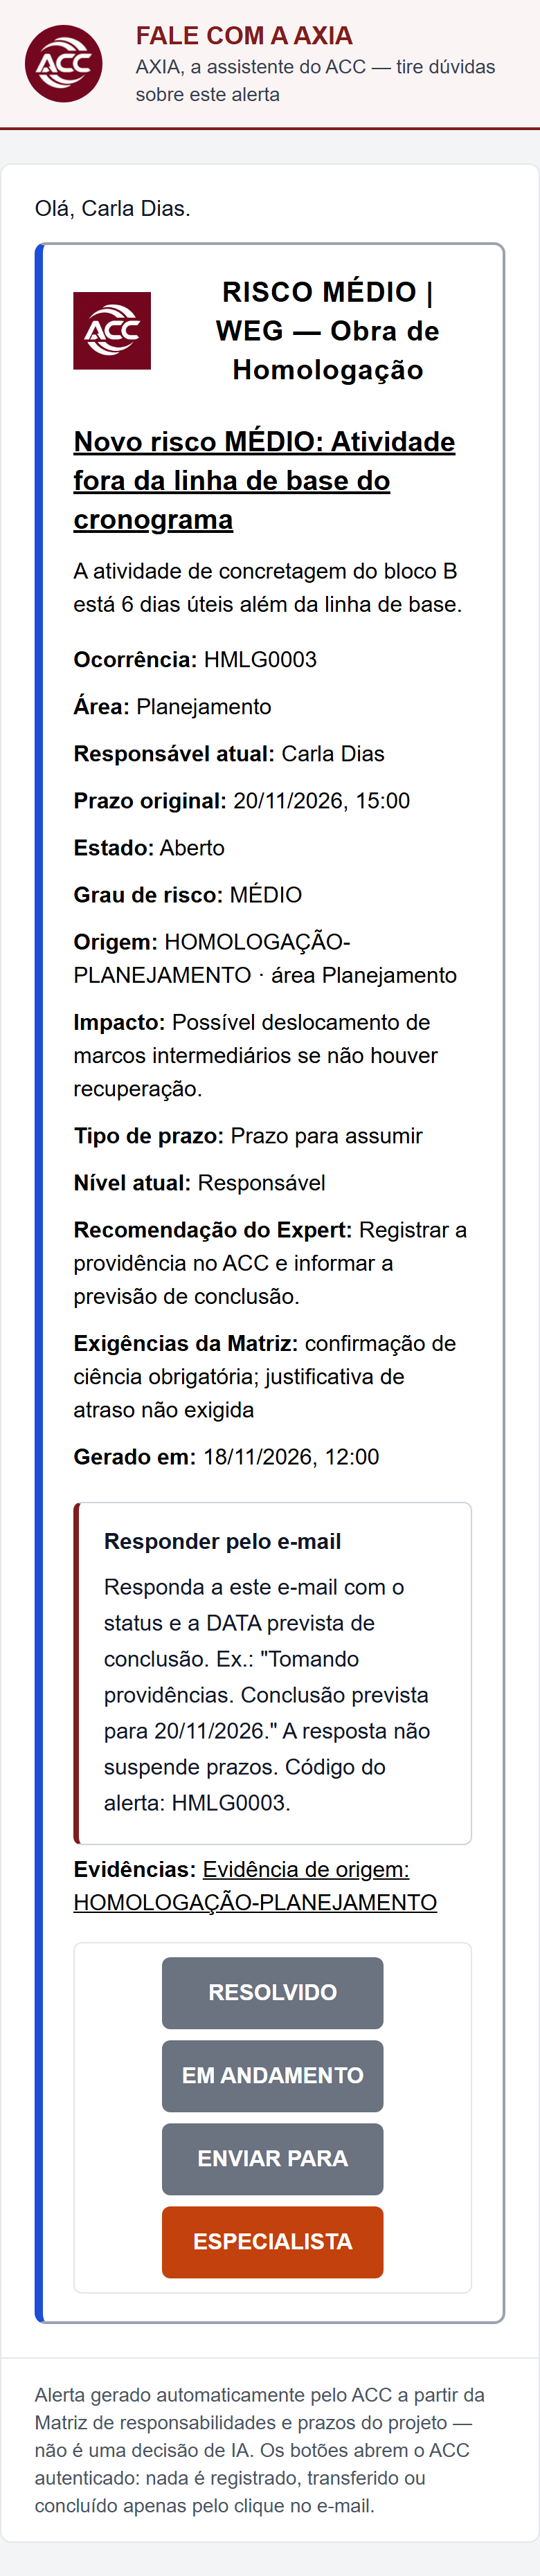 ACC
FALE COM A AXIA
AXIA, a assistente do ACC — tire dúvidas
sobre este alerta
Olá, Carla Dias.
ACC
RISCO MÉDIO |
WEG — Obra de
Homologação
Novo risco MÉDIO: Atividade
fora da linha de base do
cronograma
A atividade de concretagem do bloco B
está 6 dias úteis além da linha de base.
Ocorrência: HMLG0003
Área: Planejamento
Responsável atual: Carla Dias
Prazo original: 20/11/2026, 15:00
Estado: Aberto
Grau de risco: MÉDIO
Origem: HOMOLOGAÇÃO-
PLANEJAMENTO · área Planejamento
Impacto: Possível deslocamento de
marcos intermediários se não houver
recuperação.
Tipo de prazo: Prazo para assumir
Nível atual: Responsável
Recomendação do Expert: Registrar a
providência no ACC e informar a
previsão de conclusão.
Exigências da Matriz: confirmação de
ciência obrigatória; justificativa de
atraso não exigida
Gerado em: 18/11/2026, 12:00
Responder pelo e-mail
Responda a este e-mail com o
status e a DATA prevista de
conclusão. Ex.: "Tomando
providências. Conclusão prevista
para 20/11/2026." A resposta não
suspende prazos. Código do
alerta: HMLG0003.
Evidências: Evidência de origem:
HOMOLOGAÇÃO-PLANEJAMENTO
RESOLVIDO
EM ANDAMENTO
ENVIAR PARA
ESPECIALISTA
Alerta gerado automaticamente pelo ACC a partir da
Matriz de responsabilidades e prazos do projeto —
não é uma decisão de IA. Os botões abrem o ACC
autenticado: nada é registrado, transferido ou
concluído apenas pelo clique no e-mail.